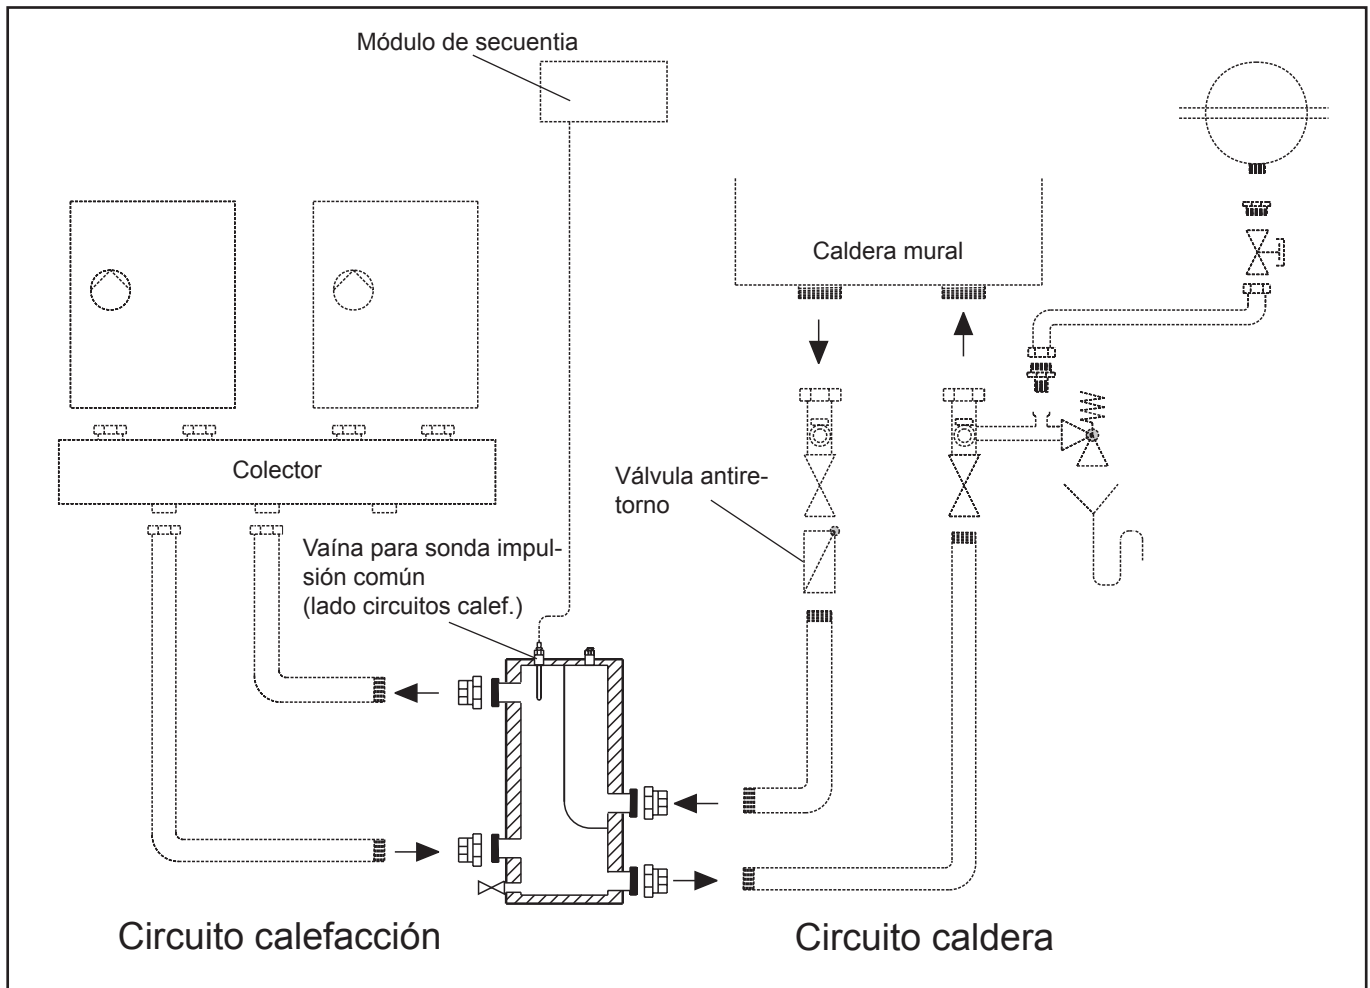 Módulo de secuentia
Caldera mural
Colector
Válvula antire-
torno
Vaína para sonda impul-
sión común
(lado circuitos calef.)
Circuito calefacción
Circuito caldera